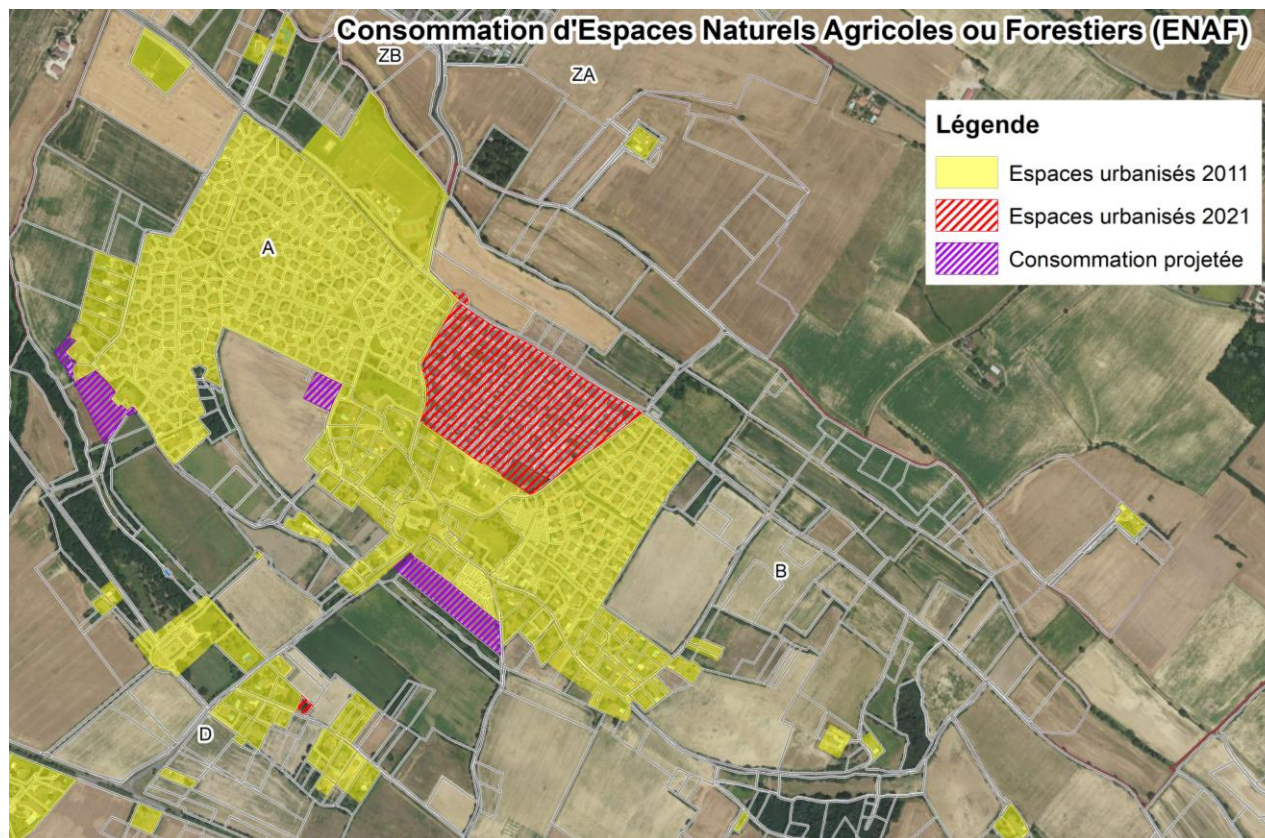 Consommation d'Espaces Naturels Agricoles ou Forestiers (ENAF)
ZB
ZA
Légende
Espaces urbanisés 2011
Espaces urbanisés 2021
Consommation projetée
A
B
D